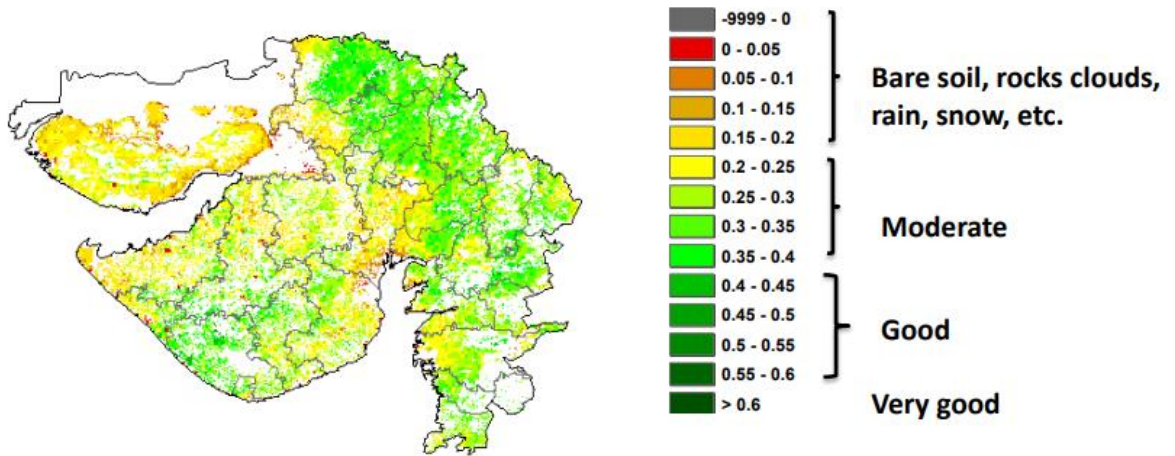 -9999 - 0
0 - 0.05
0.05 - 0.1
0.1 - 0.15
0.15 - 0.2
Bare soil, rocks clouds,
rain, snow, etc.
0.2 - 0.25
0.25 - 0.3
0.3 - 0.35
0.35 - 0.4
Moderate
0.4 - 0.45
0.45 - 0.5
0.5 - 0.55
0.55 - 0.6
Good
> 0.6
Very good